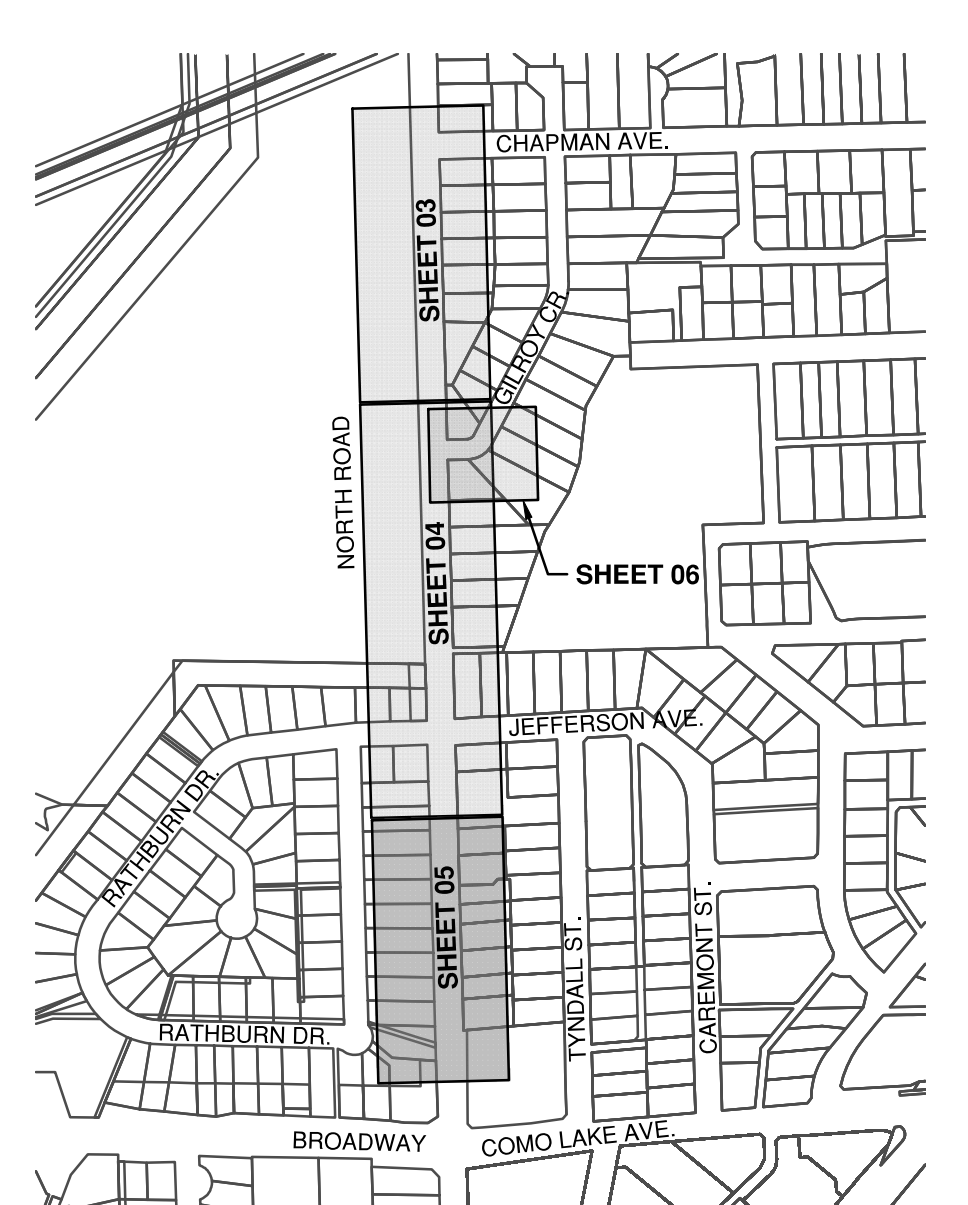 CHAPMAN AVE.
SHEET 03
GILROY CR.
NORTH ROAD
SHEET 04
SHEET 06
JEFFERSON AVE.
RATHBURN DR.
SHEET 05
TYNDALL ST.
CAREMONT ST.
RATHBURN DR.
BROADWAY
COMO LAKE AVE.